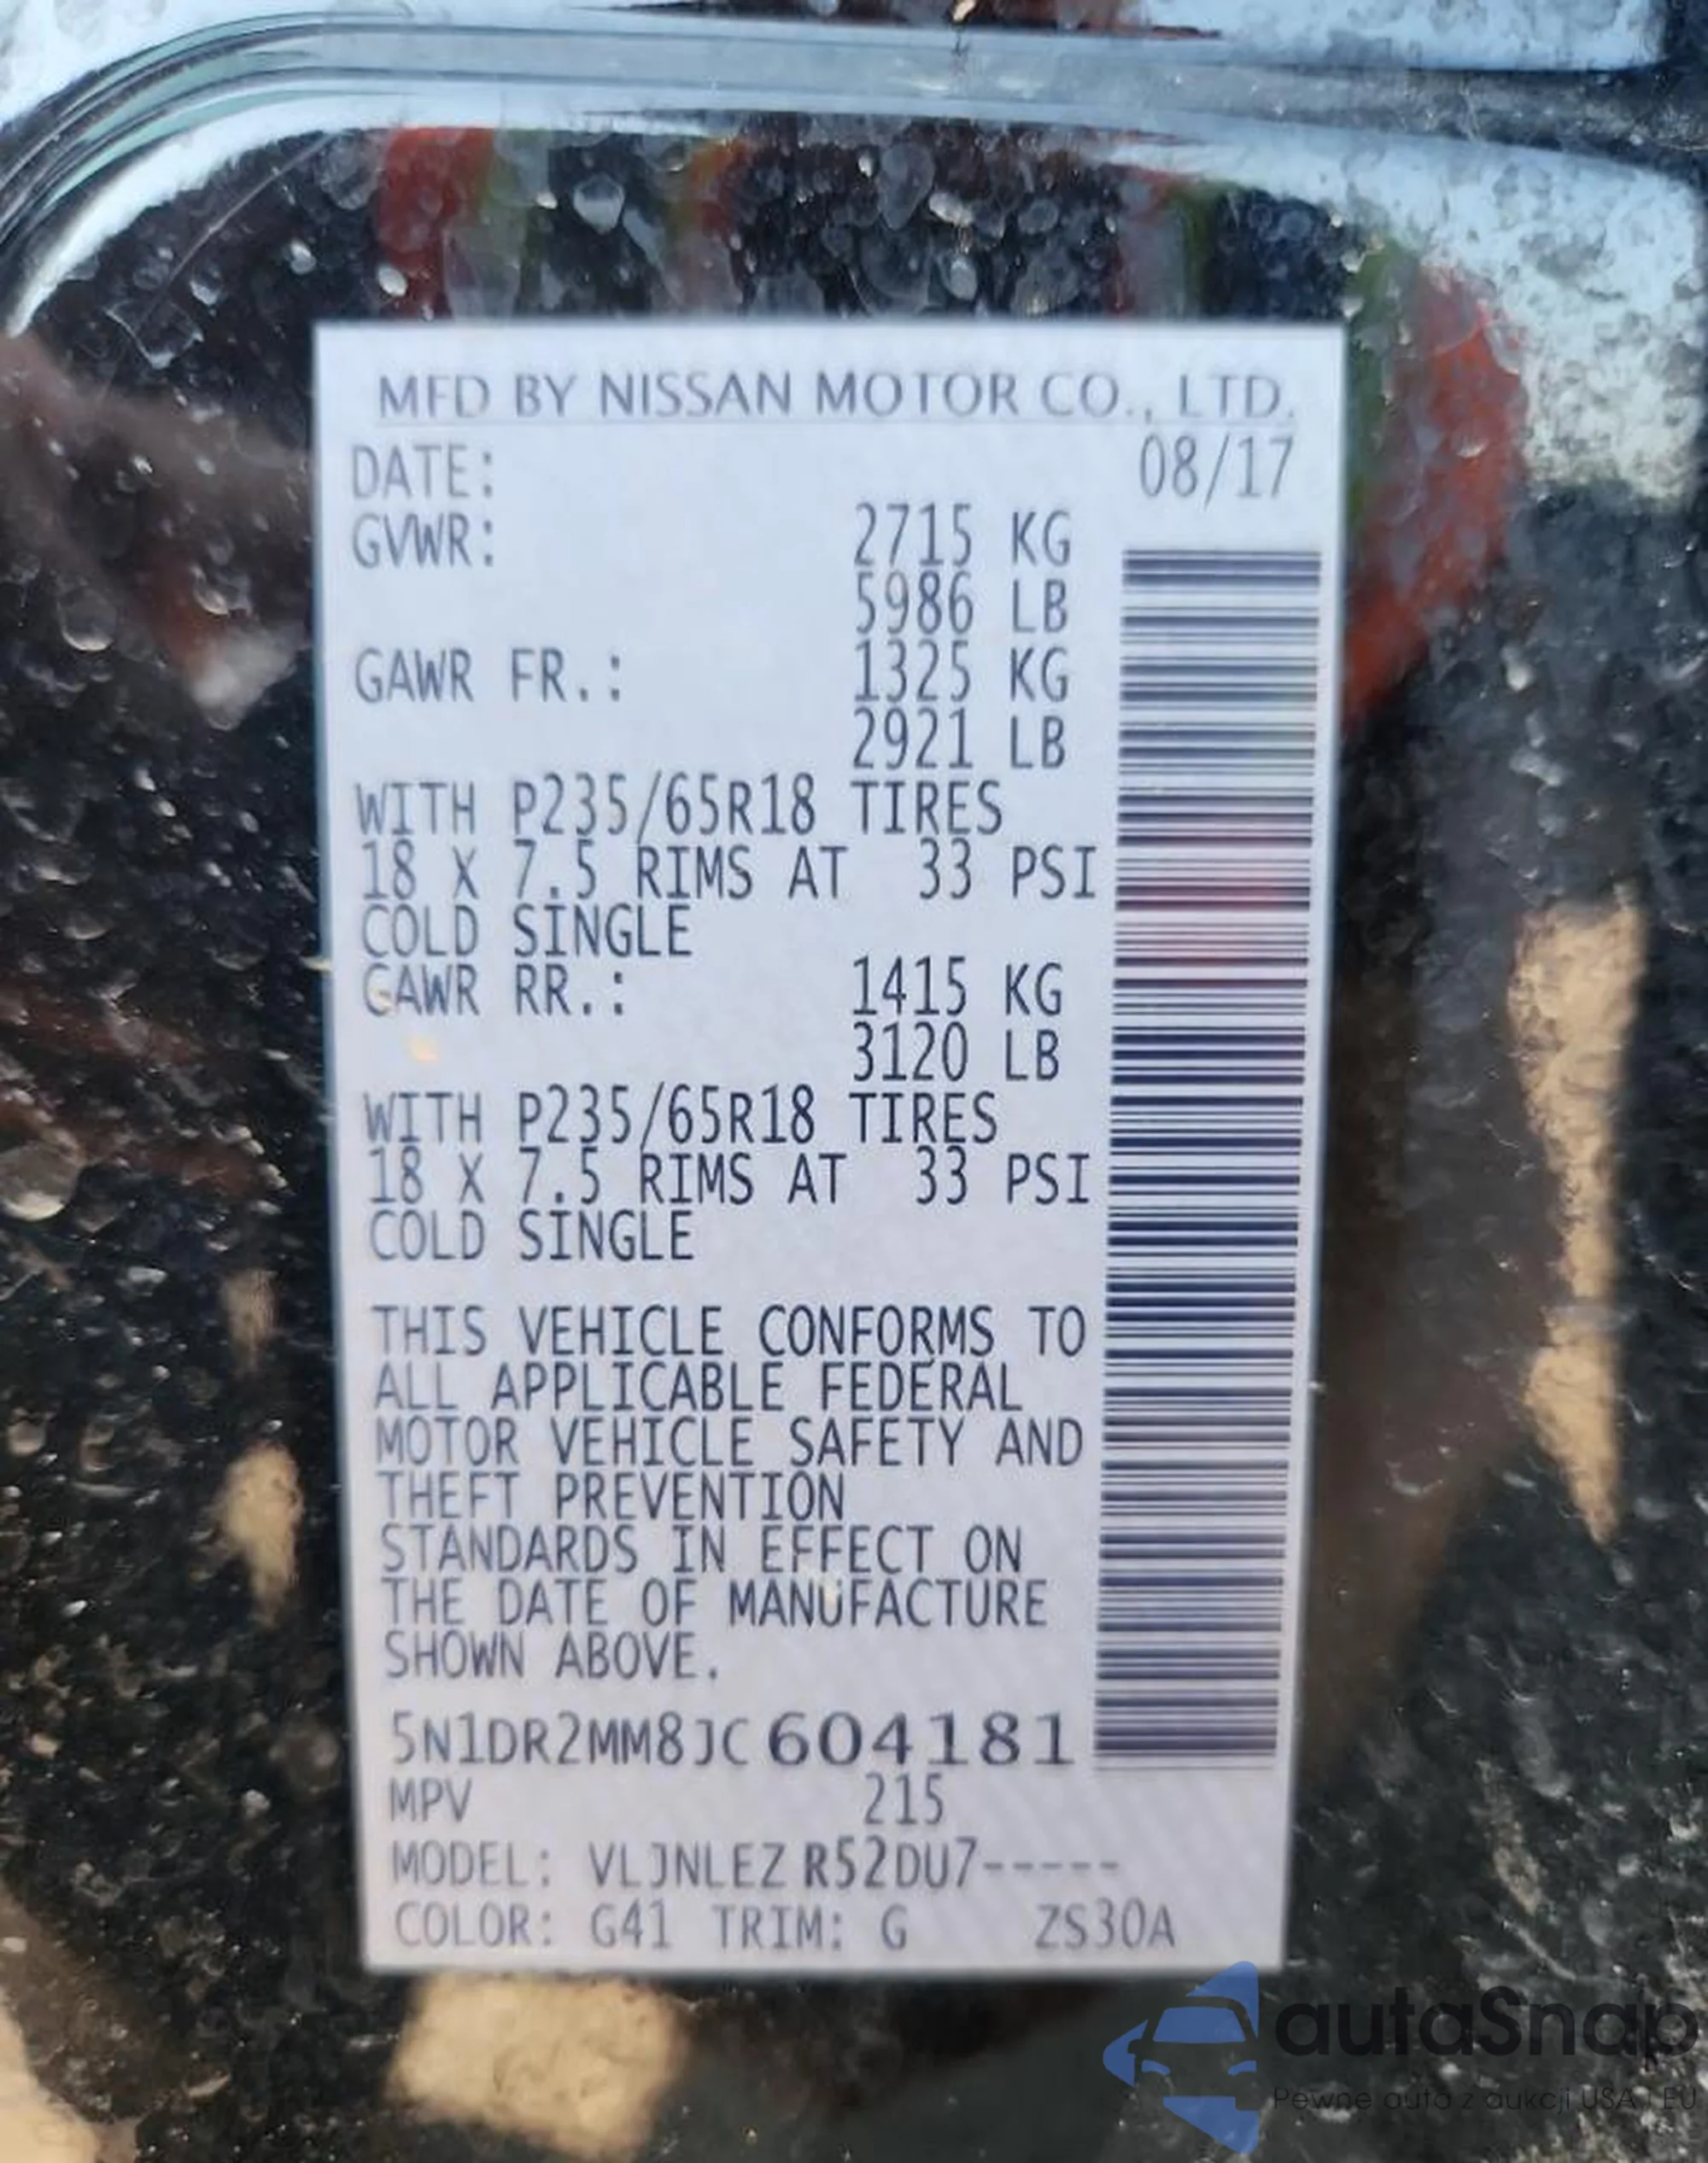 MFD BY NISSAN MOTOR CO., LTD.
DATE: 08/17
GVWR: 2715 KG
5986 LB
GAWR FR.: 1325 KG
2921 LB
WITH P235/65R18 TIRES
18 X 7.5 RIMS AT 33 PSI
COLD SINGLE
GAWR RR.: 1415 KG
3120 LB
WITH P235/65R18 TIRES
18 X 7.5 RIMS AT 33 PSI
COLD SINGLE
THIS VEHICLE CONFORMS TO
ALL APPLICABLE FEDERAL
MOTOR VEHICLE SAFETY AND
THEFT PREVENTION
STANDARDS IN EFFECT ON
THE DATE OF MANUFACTURE
SHOWN ABOVE.
5N1DR2MM8JC604181
MPV 215
MODEL: VLJNLEZ R52DU7-----
COLOR: G41 TRIM: G ZS30A
autaSnap
Pewne auto z aukcji USA i EU